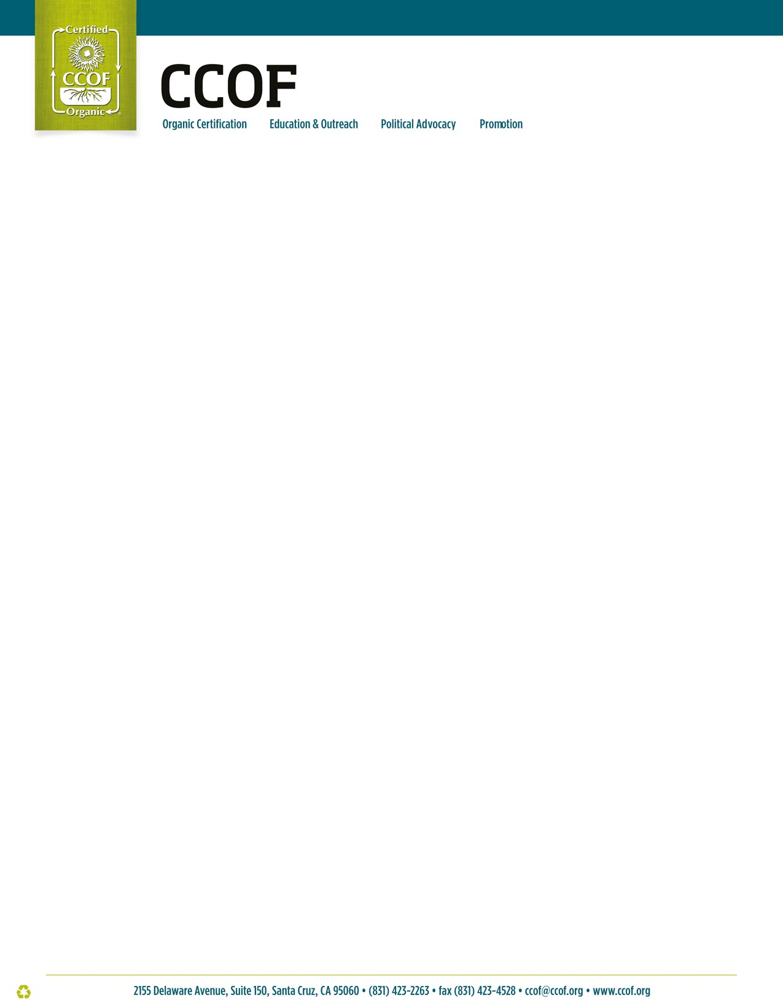 Certified
CCOF
Organic
®
CCOF
Organic Certification Education & Outreach Political Advocacy Promotion
2155 Delaware Avenue, Suite 150, Santa Cruz, CA 95060 • (831) 423-2263 • fax (831) 423-4528 • ccof@ccof.org • www.ccof.org